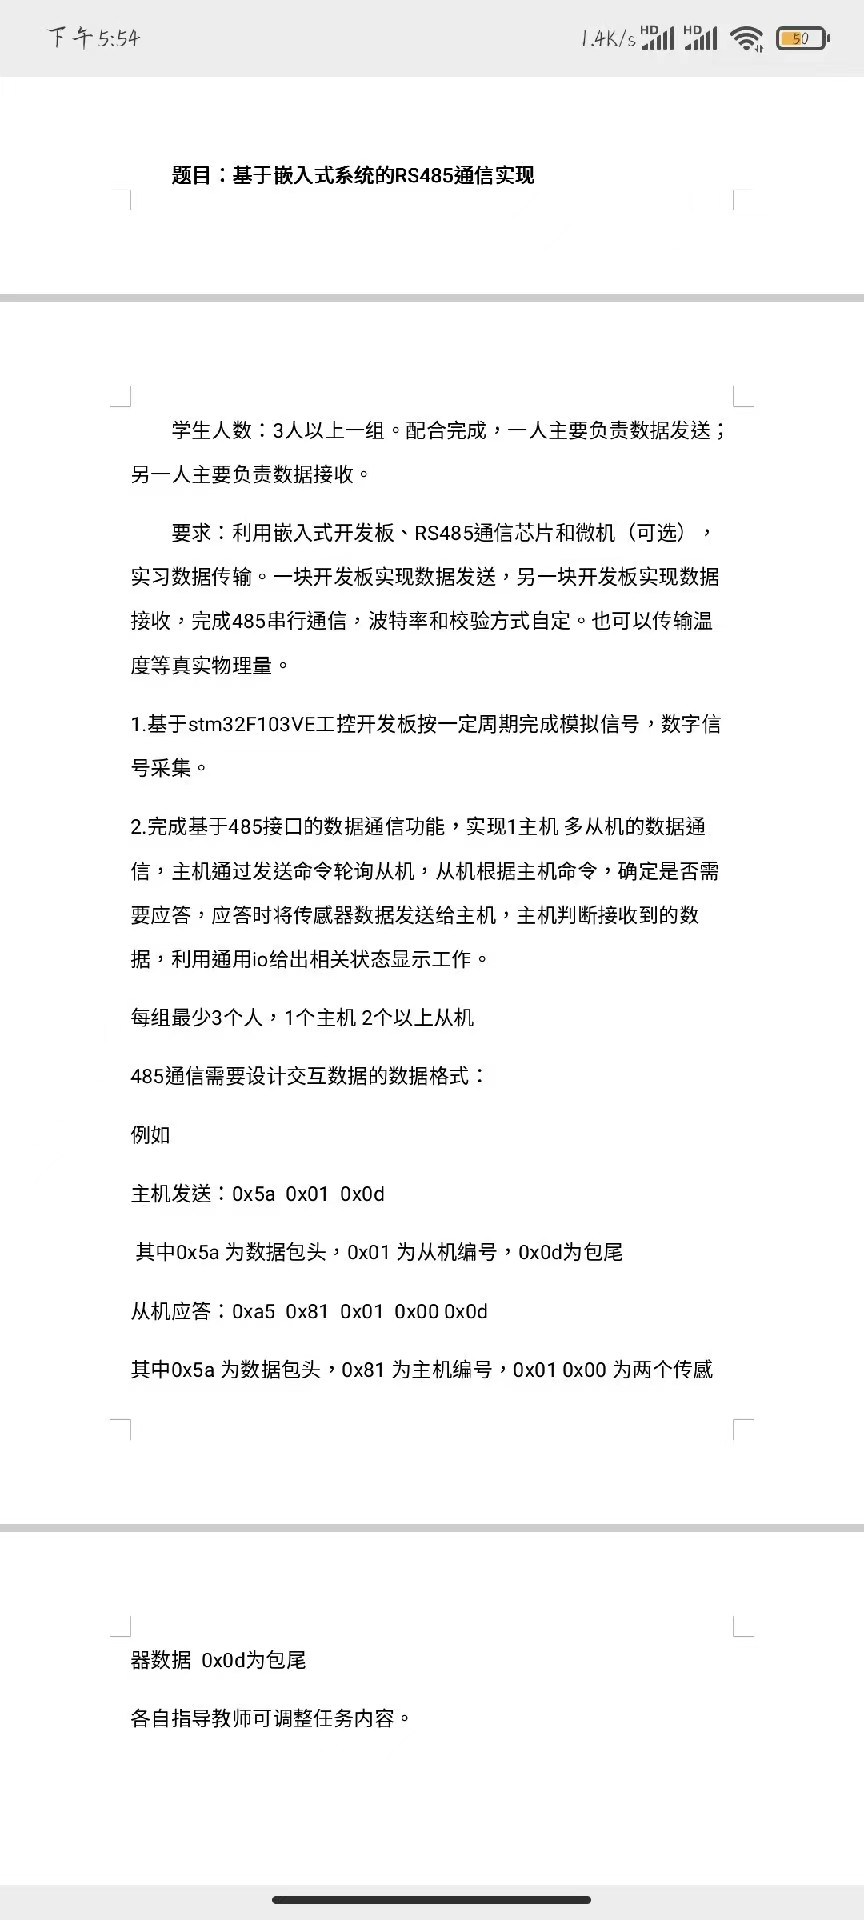 下午5:54
1.4K/s HD HD 50
题目：基于嵌入式系统的RS485通信实现
学生人数：3人以上一组。配合完成，一人主要负责数据发送；
另一人主要负责数据接收。
要求：利用嵌入式开发板、RS485通信芯片和微机（可选），
实习数据传输。一块开发板实现数据发送，另一块开发板实现数据
接收，完成485串行通信，波特率和校验方式自定。也可以传输温
度等真实物理量。
1.基于stm32F103VE工控开发板按一定周期完成模拟信号，数字信
号采集。
2.完成基于485接口的数据通信功能，实现1主机 多从机的数据通
信，主机通过发送命令轮询从机，从机根据主机命令，确定是否需
要应答，应答时将传感器数据发送给主机，主机判断接收到的数
据，利用通用io给出相关状态显示工作。
每组最少3个人，1个主机 2个以上从机
485通信需要设计交互数据的数据格式：
例如
主机发送：0x5a 0x01 0x0d
其中0x5a 为数据包头，0x01 为从机编号，0x0d为包尾
从机应答：0xa5 0x81 0x01 0x00 0x0d
其中0x5a 为数据包头，0x81 为主机编号，0x01 0x00 为两个传感
器数据 0x0d为包尾
各自指导教师可调整任务内容。